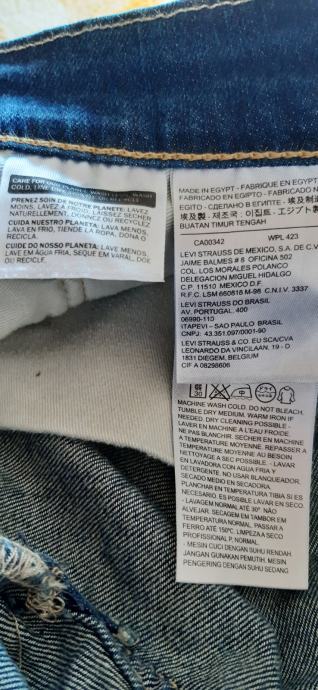 CARE FOR OUR PLANET: WASH LESS, WASH
COLD, LINE DRY, DONATE OR RECYCLE
PRENEZ SOIN DE NOTRE PLANETE: LAVEZ
MOINS, LAVEZ A FROID, LAISSEZ SECHER
NATURELLEMENT, DONNEZ OU RECYCLEZ
CUIDA NUESTRO PLANETA: LAVA MENOS,
LAVA EN FRIO, TIENDE LA ROPA, DONA O
RECICLA.
CUIDE DO NOSSO PLANETA: LAVE MENOS,
LAVE EM ÁGUA FRIA, SEQUE EM VARAL, DOE
OU RECICLE.
MADE IN EGYPT - FABRIQUE EN EGYPT
FABRICADO EN EGIPTO - FABRICADO N
EGITO - СДЕЛАНО В ЕГИПТЕ - 埃及制造
埃及製 - 제조국 : 이집트 - エジプト製
BUATAN TIMUR TENGAH
CA00342 WPL 423
LEVI STRAUSS DE MEXICO, S.A. DE C.V.
JAIME BALMES # 8 OFICINA 502
COL. LOS MORALES POLANCO
DELEGACION MIGUEL HIDALGO
C.P. 11510 MEXICO D.F.
R.F.C. LSM 660618 M-98 C.N.I.V. 3337
LEVI STRAUSS DO BRASIL
AV. PORTUGAL, 400
06690-110
ITAPEVI - SAO PAULO BRASIL
CNPJ: 43.351.097/0001-90
LEVI STRAUSS & CO. EU SCA/CVA
LEONARDO DA VINCILAAN, 19 - D
1831 DIEGEM, BELGIUM
CIF A 08298606
30
MACHINE WASH COLD. DO NOT BLEACH.
TUMBLE DRY MEDIUM. WARM IRON IF
NEEDED. DRY CLEANING POSSIBLE -
LAVER EN MACHINE A L'EAU FROIDE.
NE PAS BLANCHIR. SECHER EN MACHINE
A TEMPERATURE MOYENNE. REPASSER A
TEMPERATURE MOYENNE AU BESOIN
NETTOYAGE A SEC POSSIBLE. - LAVAR
EN LAVADORA CON AGUA FRIA Y
DETERGENTE. NO USAR BLANQUEADOR.
SECADO MEDIO EN SECADORA.
PLANCHAR EN TEMPERATURA TIBIA SI ES
NECESARIO. ES POSIBLE LAVAR EN SECO.
- LAVAGEM NORMAL ATÉ 30° NÃO
ALVEJAR. SECAGEM EM TAMBOR EM
TEMPERATURA NORMAL. PASSAR A
FERRO ATÉ 150°C. LIMPEZA A SECO
PROFISSIONAL P, NORMAL.
- MESIN CUCI DENGAN SUHU RENDAH
JANGAN GUNAKAN PEMUTIH. MESIN
PENGERING DENGAN SUHU SEDANG